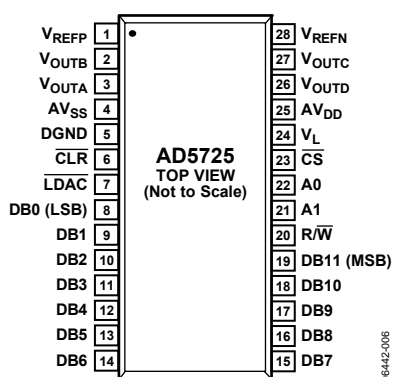 VREFP 1
VOUTB 2
VOUTA 3
AVSS 4
DGND 5
CLR 6
LDAC 7
DB0 (LSB) 8
DB1 9
DB2 10
DB3 11
DB4 12
DB5 13
DB6 14
AD5725
TOP VIEW
(Not to Scale)
28 VREFN
27 VOUTC
26 VOUTD
25 AVDD
24 VL
23 CS
22 A0
21 A1
20 R/W
19 DB11 (MSB)
18 DB10
17 DB9
16 DB8
15 DB7
06442-006